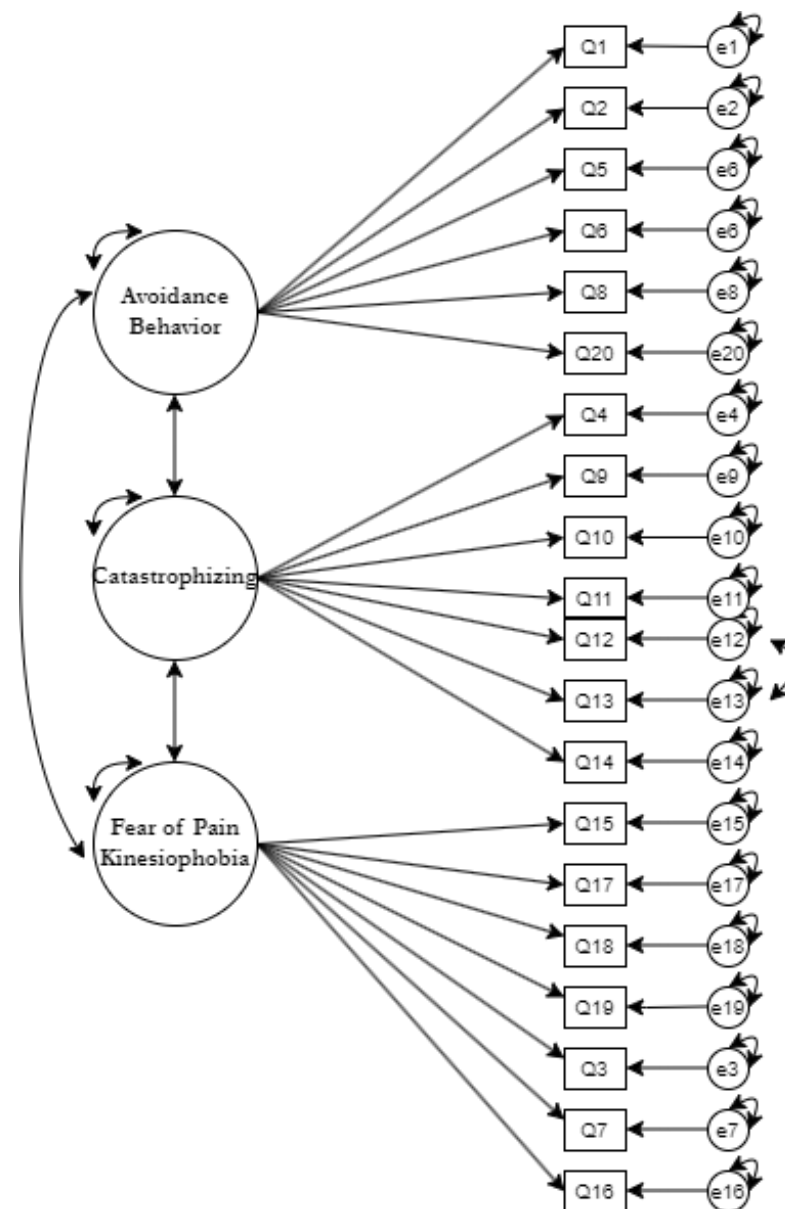 Q1 e1
Q2 e2
Q5 e6
Q6 e6
Q8 e8
Avoidance
Behavior
Q20 e20
Q4 e4
Q9 e9
Q10 e10
Catastrophizing
Q11 e11
Q12 e12
Q13 e13
Q14 e14
Q15 e15
Fear of Pain
Kinesiophobia
Q17 e17
Q18 e18
Q19 e19
Q3 e3
Q7 e7
Q16 e16